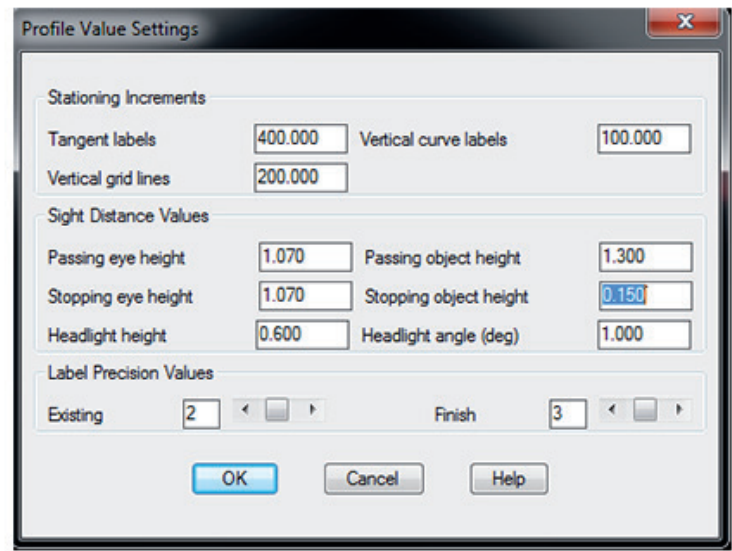 Profile Value Settings
Stationing Increments
Tangent labels 400.000 Vertical curve labels 100.000
Vertical grid lines 200.000
Sight Distance Values
Passing eye height 1.070 Passing object height 1.300
Stopping eye height 1.070 Stopping object height 0.150
Headlight height 0.600 Headlight angle (deg) 1.000
Label Precision Values
Existing 2 Finish 3
OK Cancel Help